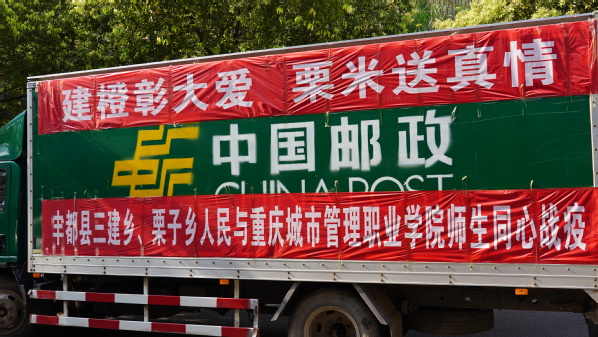 建橙彰大爱 栗米送真情
中国邮政
CHINA POST
丰都县三建乡、栗子乡人民与重庆城市管理职业学院师生同心战疫